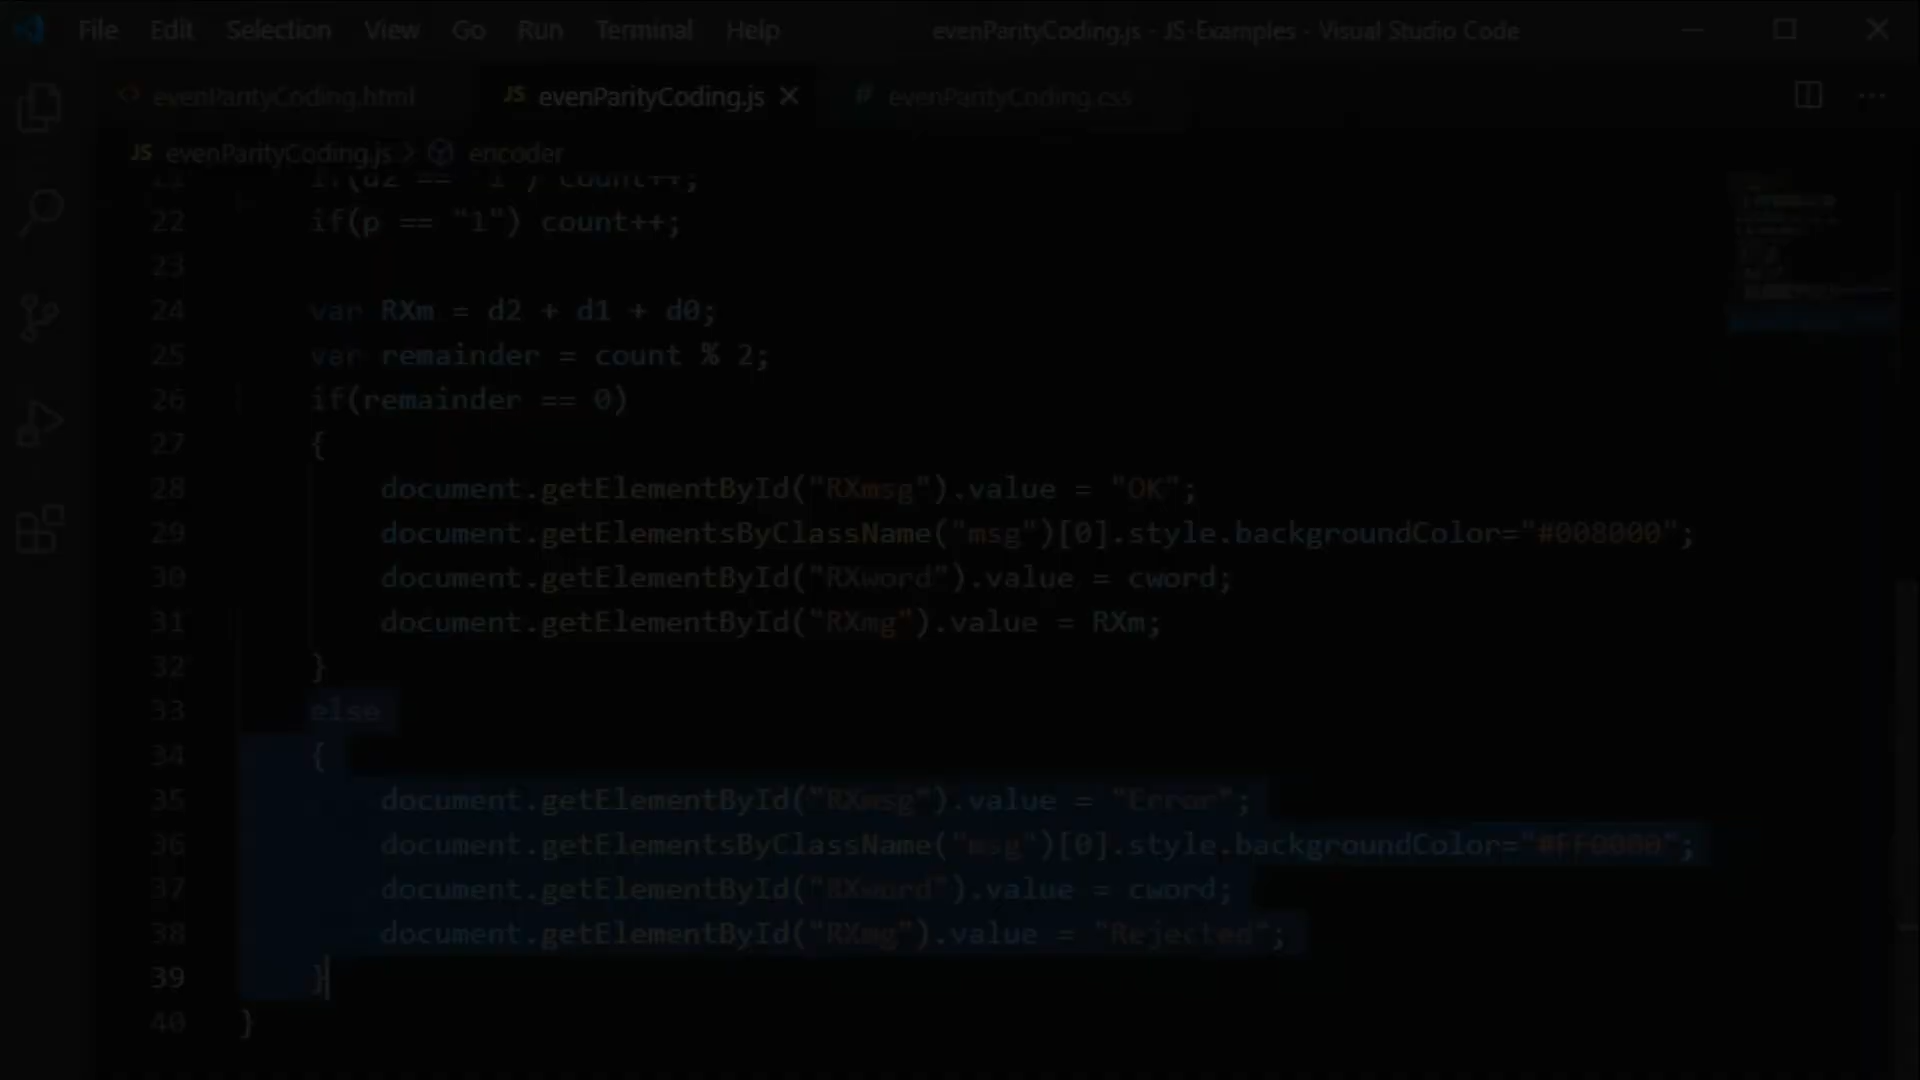 File Edit Selection View Go Run Terminal Help evenParityCoding.js - JS-Examples - Visual Studio Code
evenParityCoding.html JS evenParityCoding.js evenParityCoding.css
JS evenParityCoding.js > encoder
21 if(d2 == "1") count++;
22 if(p == "1") count++;
23
24 var RXm = d2 + d1 + d0;
25 var remainder = count % 2;
26 if(remainder == 0)
27 {
28 document.getElementById("RXmsg").value = "OK";
29 document.getElementsByClassName("msg")[0].style.backgroundColor="#008000";
30 document.getElementById("RXword").value = cword;
31 document.getElementById("RXmg").value = RXm;
32 }
33 else
34 {
35 document.getElementById("RXmsg").value = "Error";
36 document.getElementsByClassName("msg")[0].style.backgroundColor="#FF0000";
37 document.getElementById("RXword").value = cword;
38 document.getElementById("RXmg").value = "Rejected";
39 }
40 }